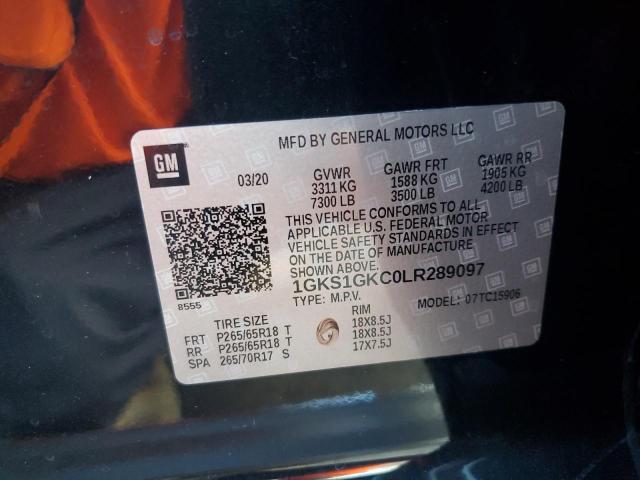 MFD BY GENERAL MOTORS LLC
GM
03/20
GVWR GAWR FRT GAWR RR
3311 KG 1588 KG 1905 KG
7300 LB 3500 LB 4200 LB
THIS VEHICLE CONFORMS TO ALL
APPLICABLE U.S. FEDERAL MOTOR
VEHICLE SAFETY STANDARDS IN EFFECT
ON THE DATE OF MANUFACTURE
SHOWN ABOVE.
1GKS1GKC0LR289097
TYPE: M.P.V. MODEL: 07TC15906
8555
TIRE SIZE RIM
FRT P265/65R18 T 18X8.5J
RR P265/65R18 T 18X8.5J
SPA 265/70R17 S 17X7.5J